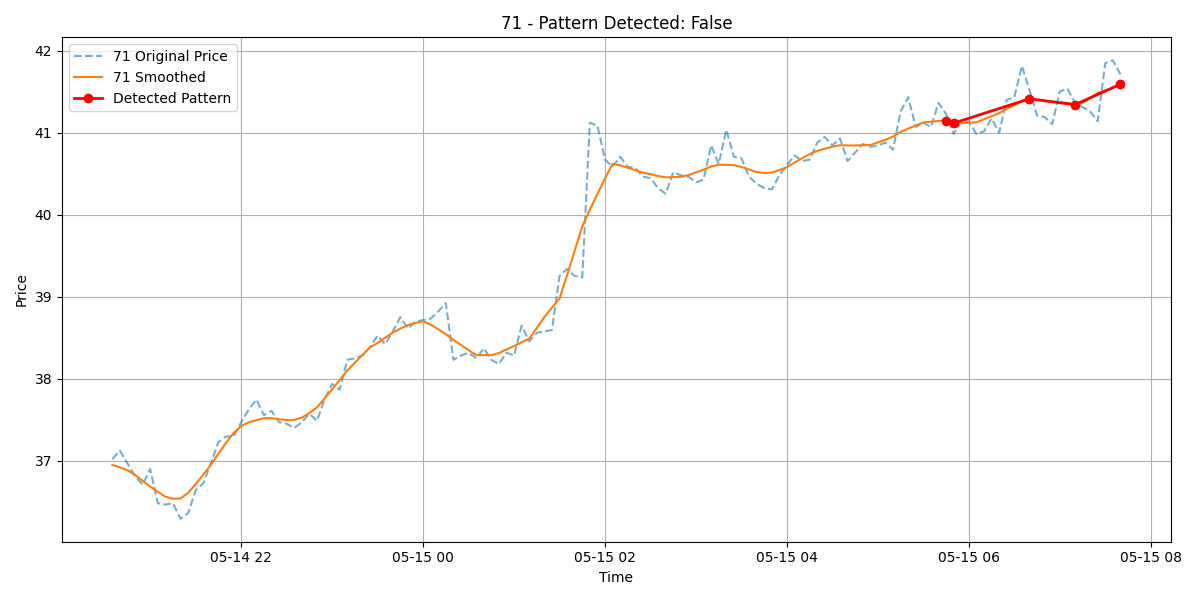 71 - Pattern Detected: False
71 Original Price
71 Smoothed
Detected Pattern
42
41
40
39
38
37
Price
05-14 22
05-15 00
05-15 02
05-15 04
05-15 06
05-15 08
Time